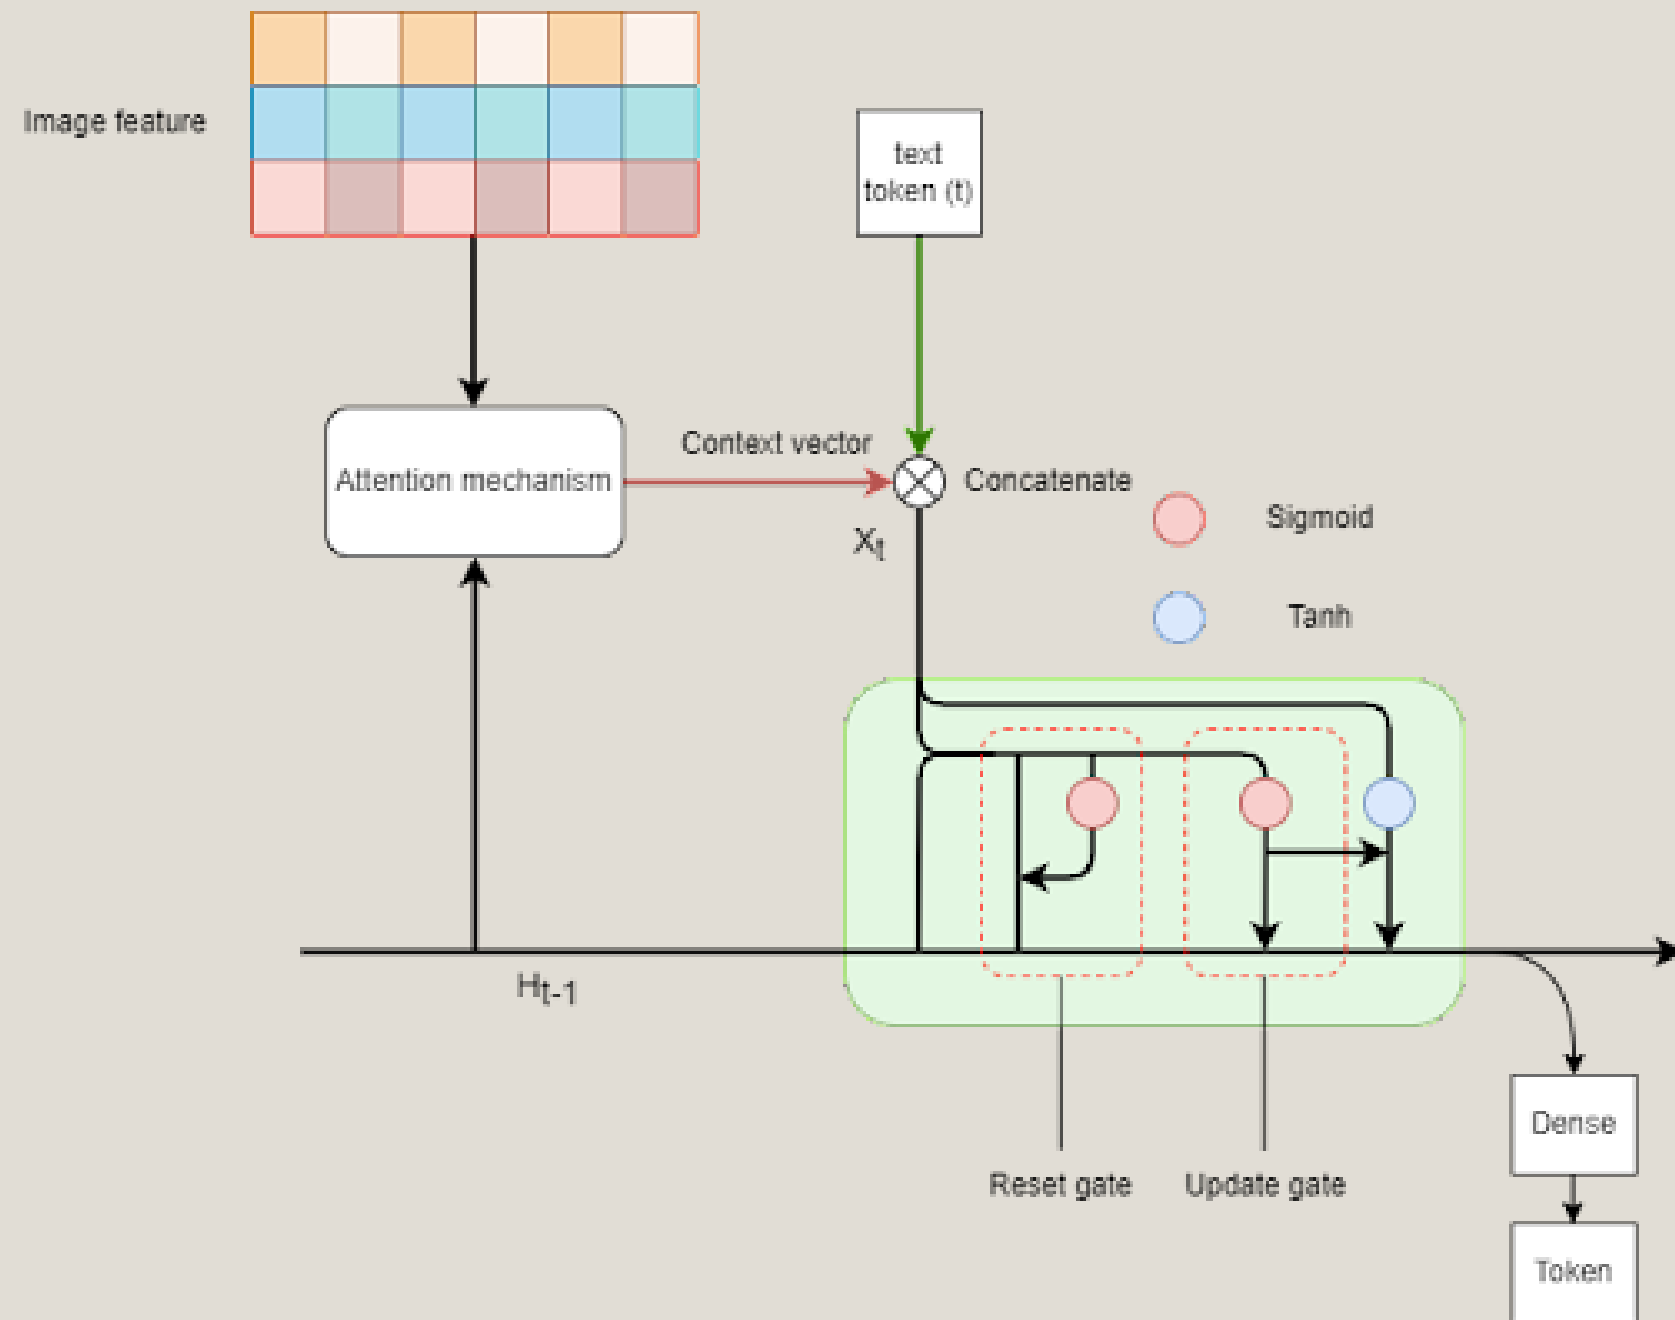 Image feature
text
token (t)
Context vector
Attention mechanism
Concatenate
Xt
Sigmoid
Tanh
Ht-1
Reset gate
Update gate
Dense
Token